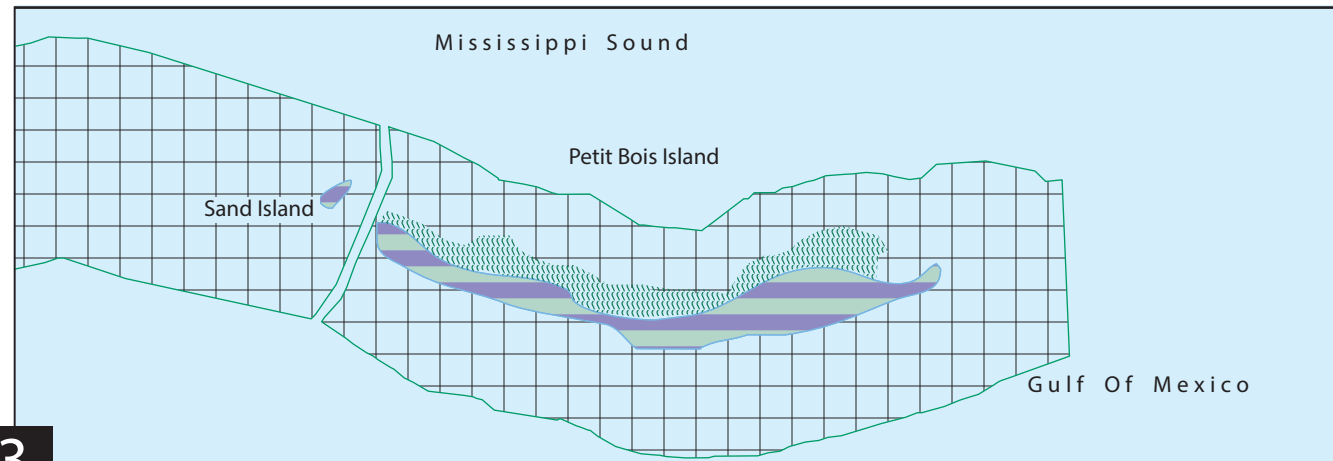 Mississippi Sound
Petit Bois Island
Sand Island
Gulf Of Mexico
3